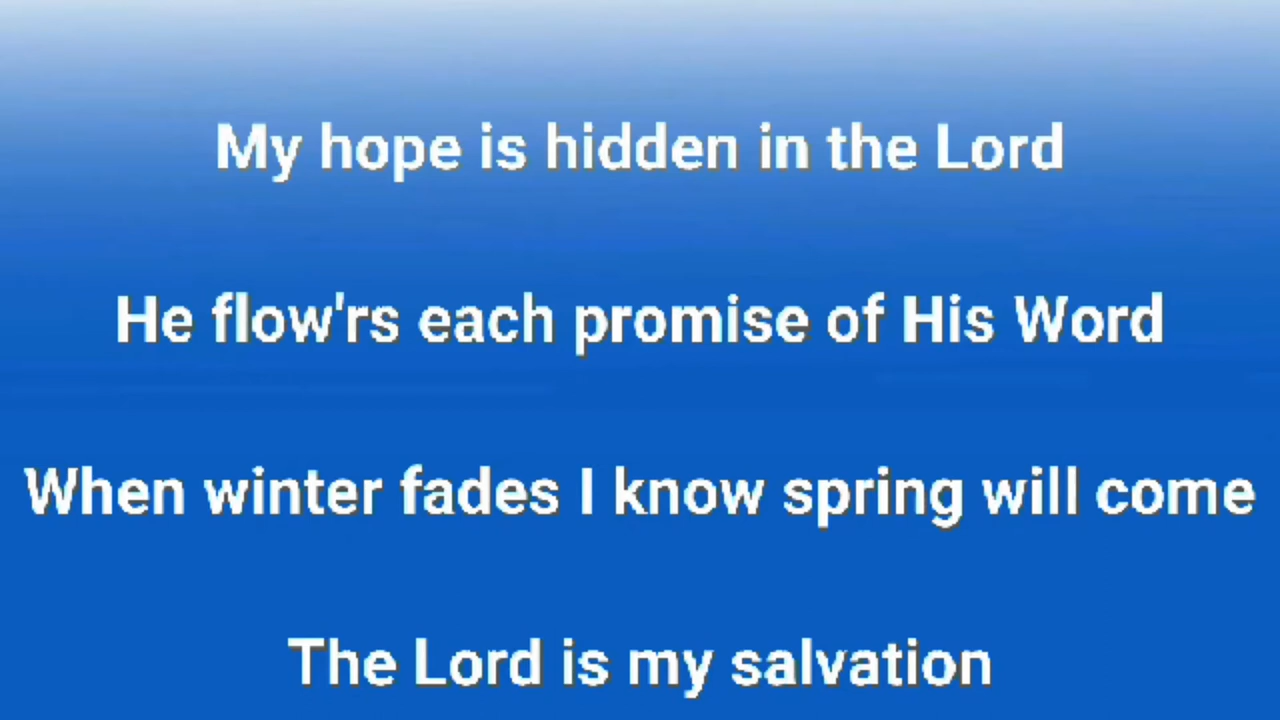 My hope is hidden in the Lord
He flow'rs each promise of His Word
When winter fades I know spring will come
The Lord is my salvation